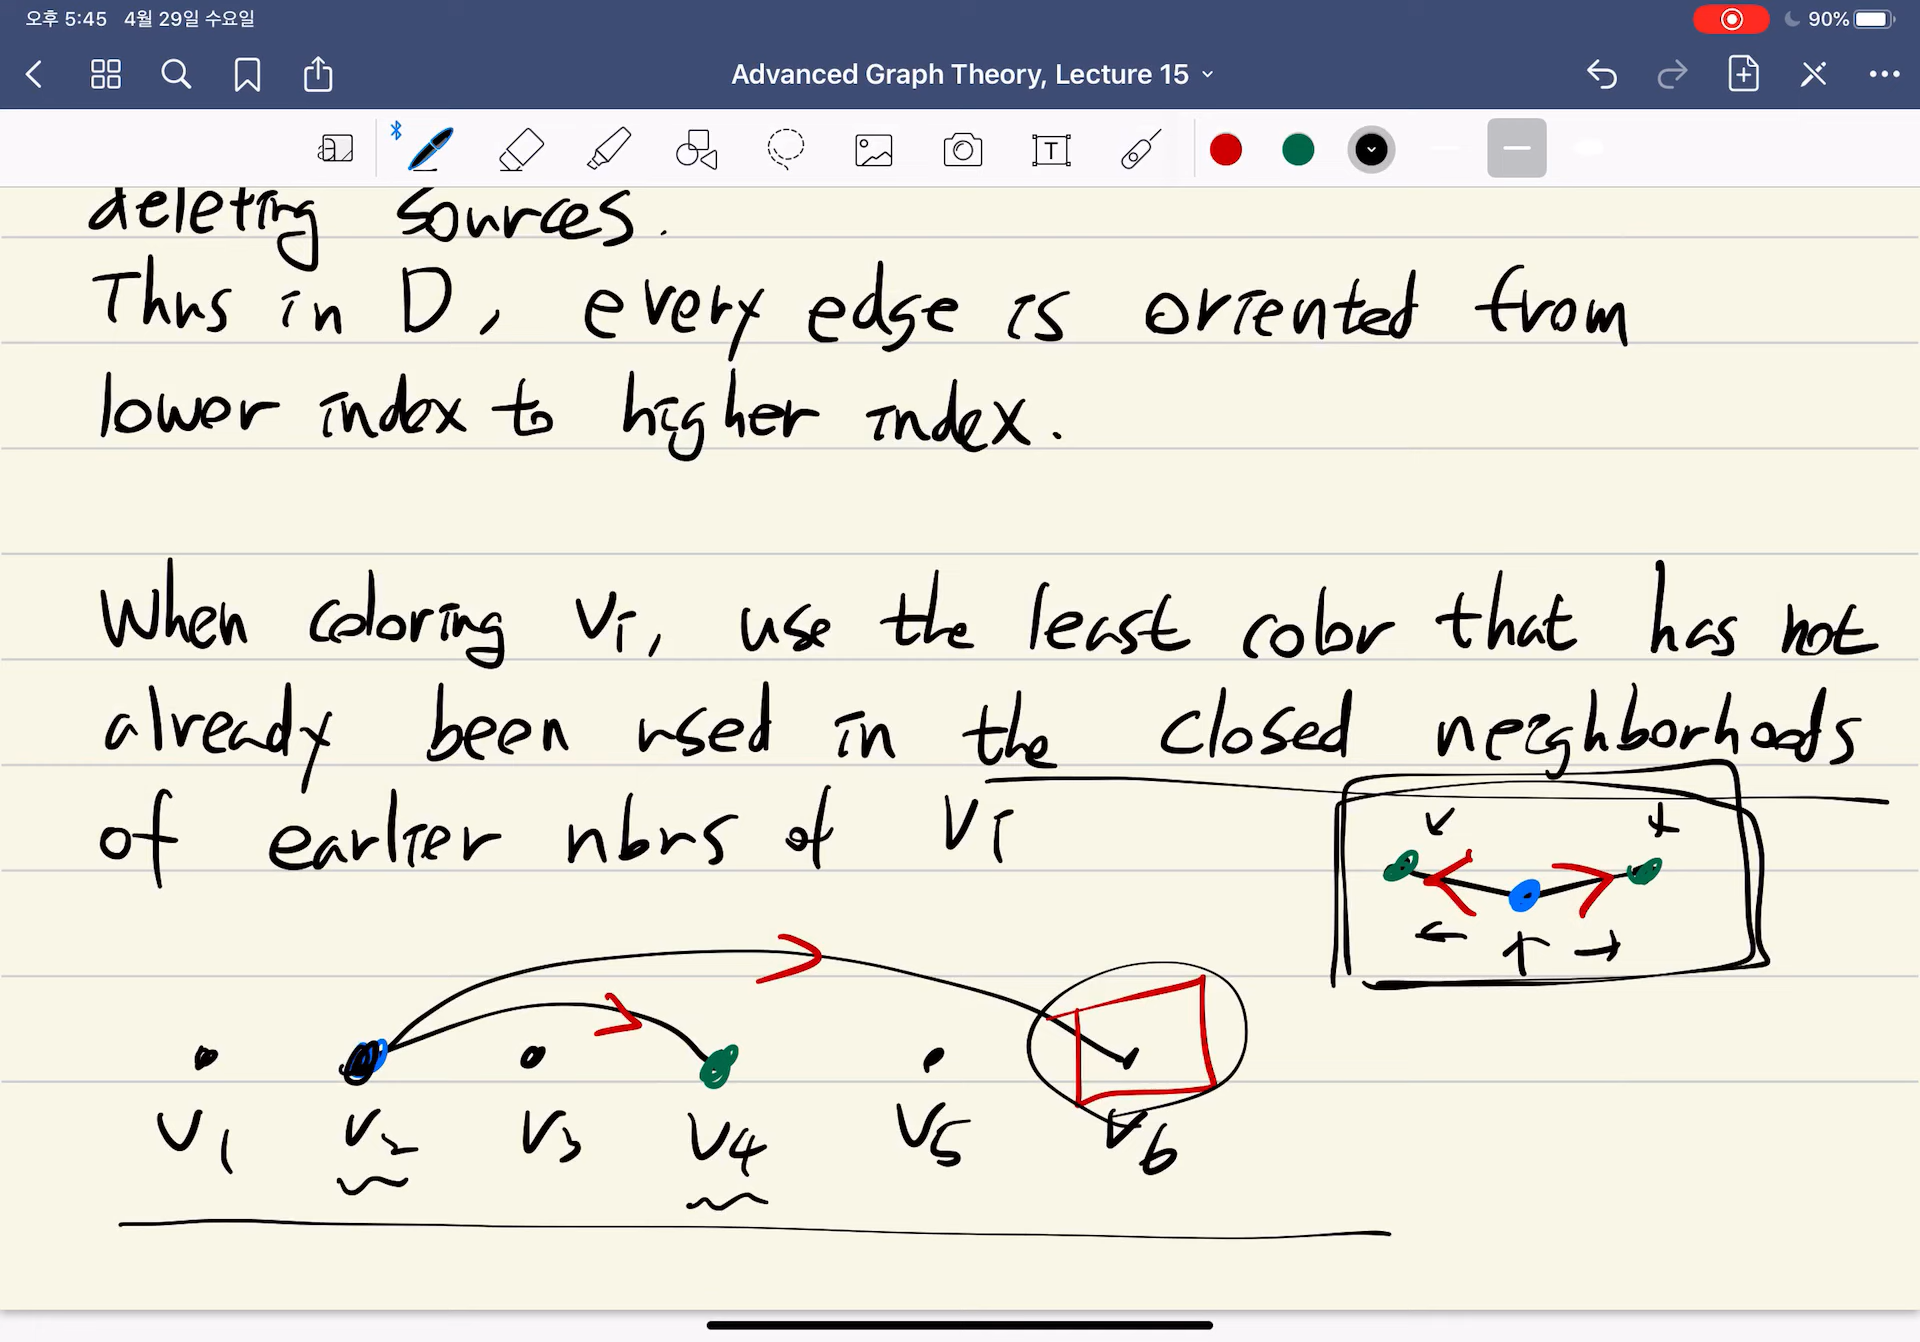 오후 5:45 4월 29일 수요일
90%
Advanced Graph Theory, Lecture 15
a
T
deleting sources.
Thus in D, every edge is oriented from
lower index to higher index.
When coloring Vi, use the least color that has not
already been used in the closed neighborhoods
of earlier nbrs of Vi
V1 V2 V3 V4 V5 V6